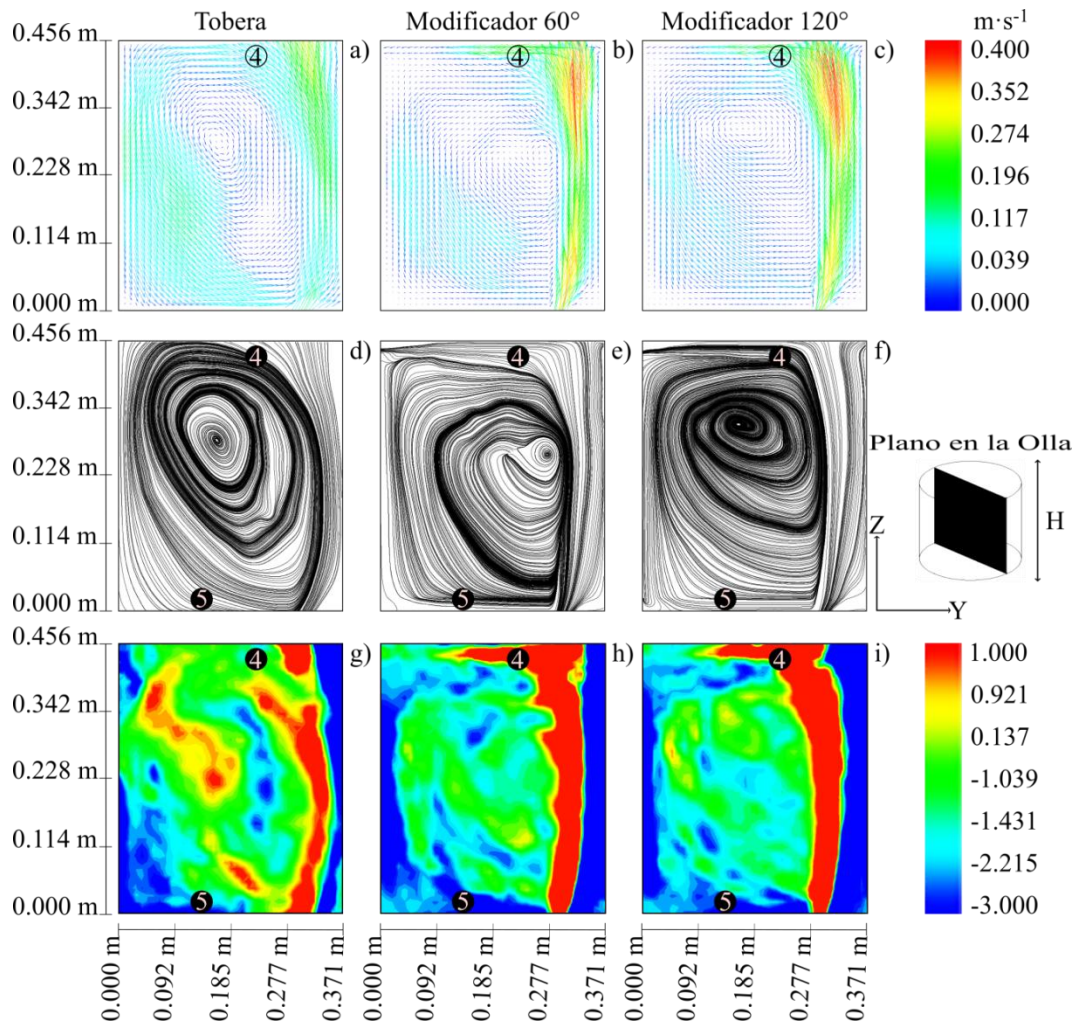 Tobera Modificador 60° Modificador 120° m·s⁻¹
0.456 m 4 a) 4 b) 4 c) 0.400
0.342 m 0.352
0.274
0.228 m 0.196
0.114 m 0.117
0.039
0.000 m 0.000
0.456 m 4 d) 4 e) 4 f)
0.342 m
Plano en la Olla
0.228 m
Z H
0.114 m
0.000 m 5 5 5 Y
0.456 m 4 g) 4 h) 4 i) 1.000
0.921
0.342 m 0.137
0.228 m -1.039
-1.431
0.114 m -2.215
0.000 m 5 5 5 -3.000
0.000 m 0.092 m 0.185 m 0.277 m 0.371 m 0.000 m 0.092 m 0.185 m 0.277 m 0.371 m 0.000 m 0.092 m 0.185 m 0.277 m 0.371 m